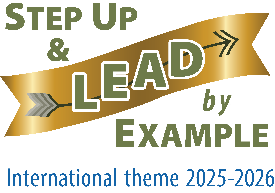 STEP UP
&
LEAD
by
EXAMPLE
International theme 2025-2026